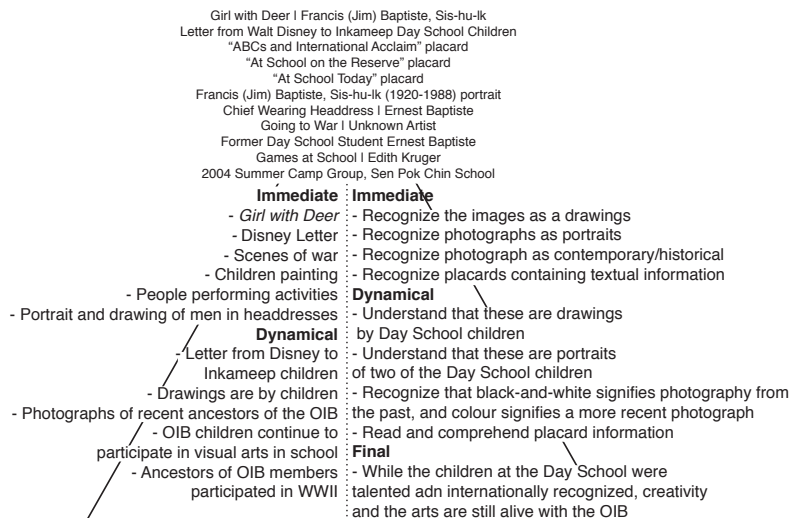 Girl with Deer | Francis (Jim) Baptiste, Sis-hu-lk
Letter from Walt Disney to Inkameep Day School Children
“ABCs and International Acclaim” placard
“At School on the Reserve” placard
“At School Today” placard
Francis (Jim) Baptiste, Sis-hu-lk (1920-1988) portrait
Chief Wearing Headdress | Ernest Baptiste
Going to War | Unknown Artist
Former Day School Student Ernest Baptiste
Games at School | Edith Kruger
2004 Summer Camp Group, Sen Pok Chin School
Immediate
- Girl with Deer
- Disney Letter
- Scenes of war
- Children painting
- People performing activities
- Portrait and drawing of men in headdresses
Dynamical
- Letter from Disney to
Inkameep children
- Drawings are by children
- Photographs of recent ancestors of the OIB
- OIB children continue to
participate in visual arts in school
- Ancestors of OIB members
participated in WWII
Immediate
- Recognize the images as a drawings
- Recognize photographs as portraits
- Recognize photograph as contemporary/historical
- Recognize placards containing textual information
Dynamical
- Understand that these are drawings
by Day School children
- Understand that these are portraits
of two of the Day School children
- Recognize that black-and-white signifies photography from
the past, and colour signifies a more recent photograph
- Read and comprehend placard information
Final
- While the children at the Day School were
talented adn internationally recognized, creativity
and the arts are still alive with the OIB